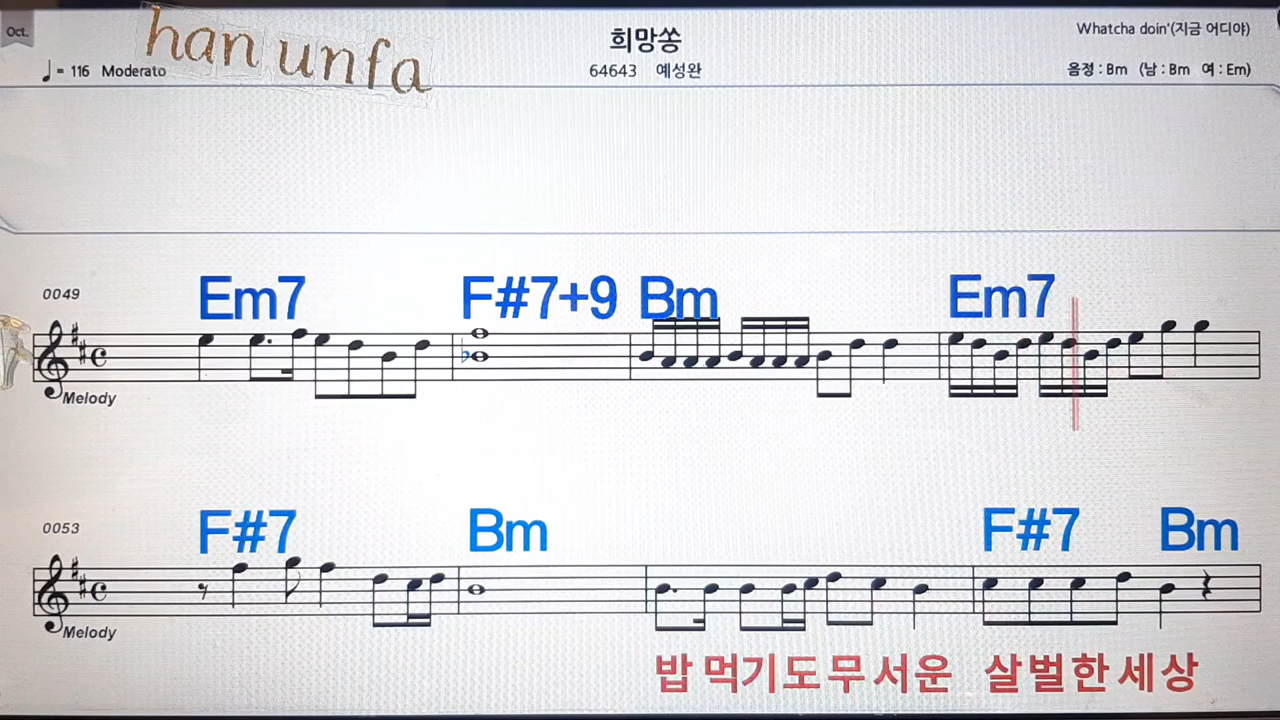 Oct.
han unfa
희망쏭
Whatcha doin'(지금 어디야)
♩= 116 Moderato
64643 예성완
음정 : Bm (남 : Bm 여 : Em)
0049
Em7 F#7+9 Bm Em7
Melody
0053
F#7 Bm F#7 Bm
Melody
밥 먹기도 무서운 살벌한 세상